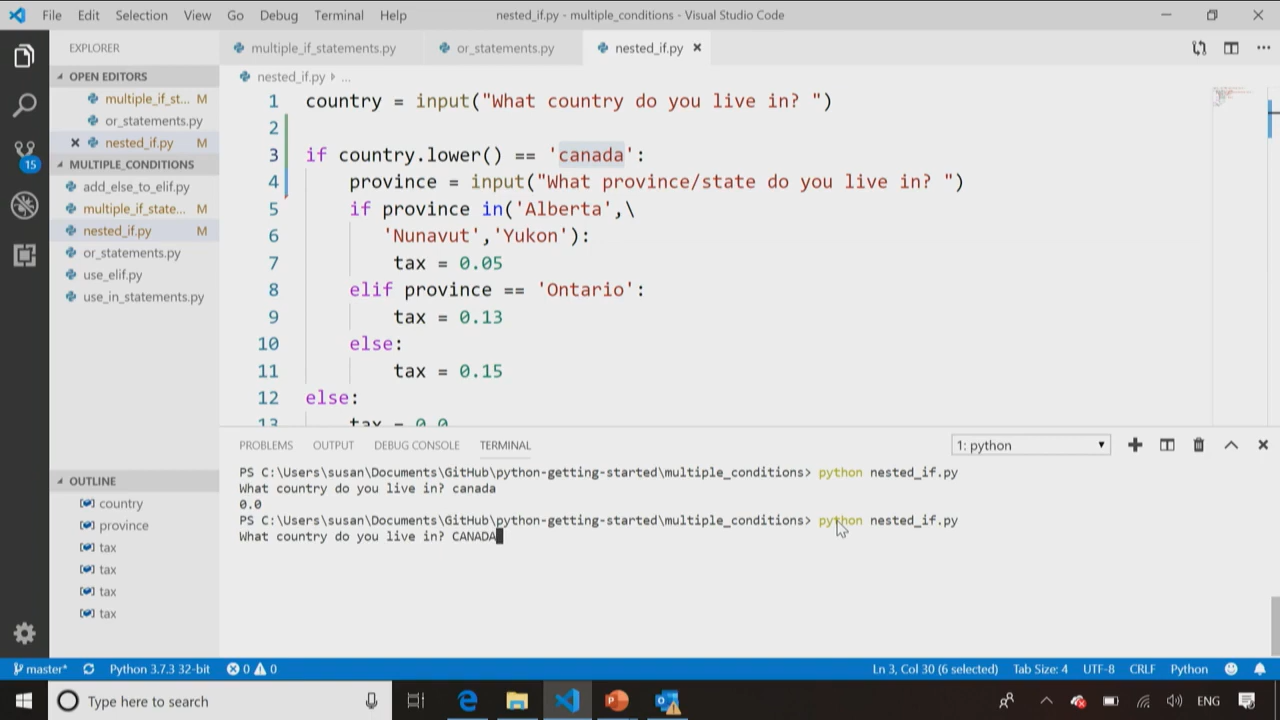 File Edit Selection View Go Debug Terminal Help
nested_if.py - multiple_conditions - Visual Studio Code
EXPLORER
OPEN EDITORS
multiple_if_st... M
or_statements.py
nested_if.py M
MULTIPLE_CONDITIONS
add_else_to_elif.py
multiple_if_state... M
nested_if.py M
or_statements.py
use_elif.py
use_in_statements.py
OUTLINE
country
province
tax
tax
tax
tax
15
multiple_if_statements.py or_statements.py nested_if.py
nested_if.py ...
1 country = input("What country do you live in? ")
2
3 if country.lower() == 'canada':
4 province = input("What province/state do you live in? ")
5 if province in('Alberta',\
6 'Nunavut','Yukon'):
7 tax = 0.05
8 elif province == 'Ontario':
9 tax = 0.13
10 else:
11 tax = 0.15
12 else:
13 tax = 0.0
PROBLEMS OUTPUT DEBUG CONSOLE TERMINAL
1: python
PS C:\Users\susan\Documents\GitHub\python-getting-started\multiple_conditions> python nested_if.py
What country do you live in? canada
0.0
PS C:\Users\susan\Documents\GitHub\python-getting-started\multiple_conditions> python nested_if.py
What country do you live in? CANADA
master* Python 3.7.3 32-bit 0 0 Ln 3, Col 30 (6 selected) Tab Size: 4 UTF-8 CRLF Python
Type here to search
ENG